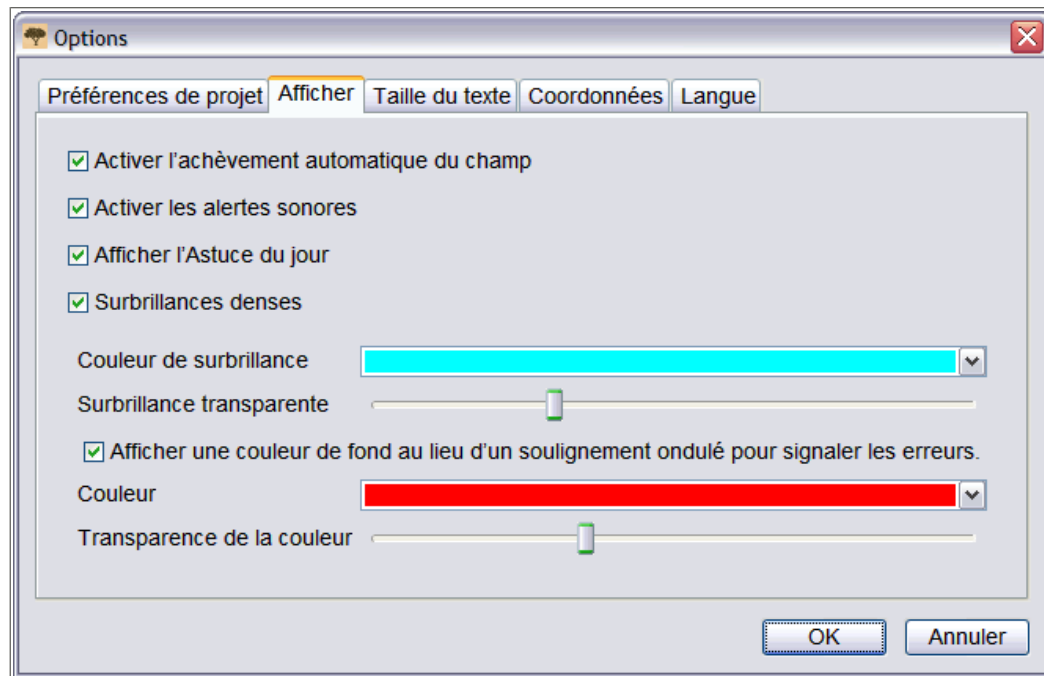 Options
Préférences de projet Afficher Taille du texte Coordonnées Langue
Activer l'achèvement automatique du champ
Activer les alertes sonores
Afficher l'Astuce du jour
Surbrillances denses
Couleur de surbrillance
Surbrillance transparente
Afficher une couleur de fond au lieu d'un soulignement ondulé pour signaler les erreurs.
Couleur
Transparence de la couleur
OK Annuler